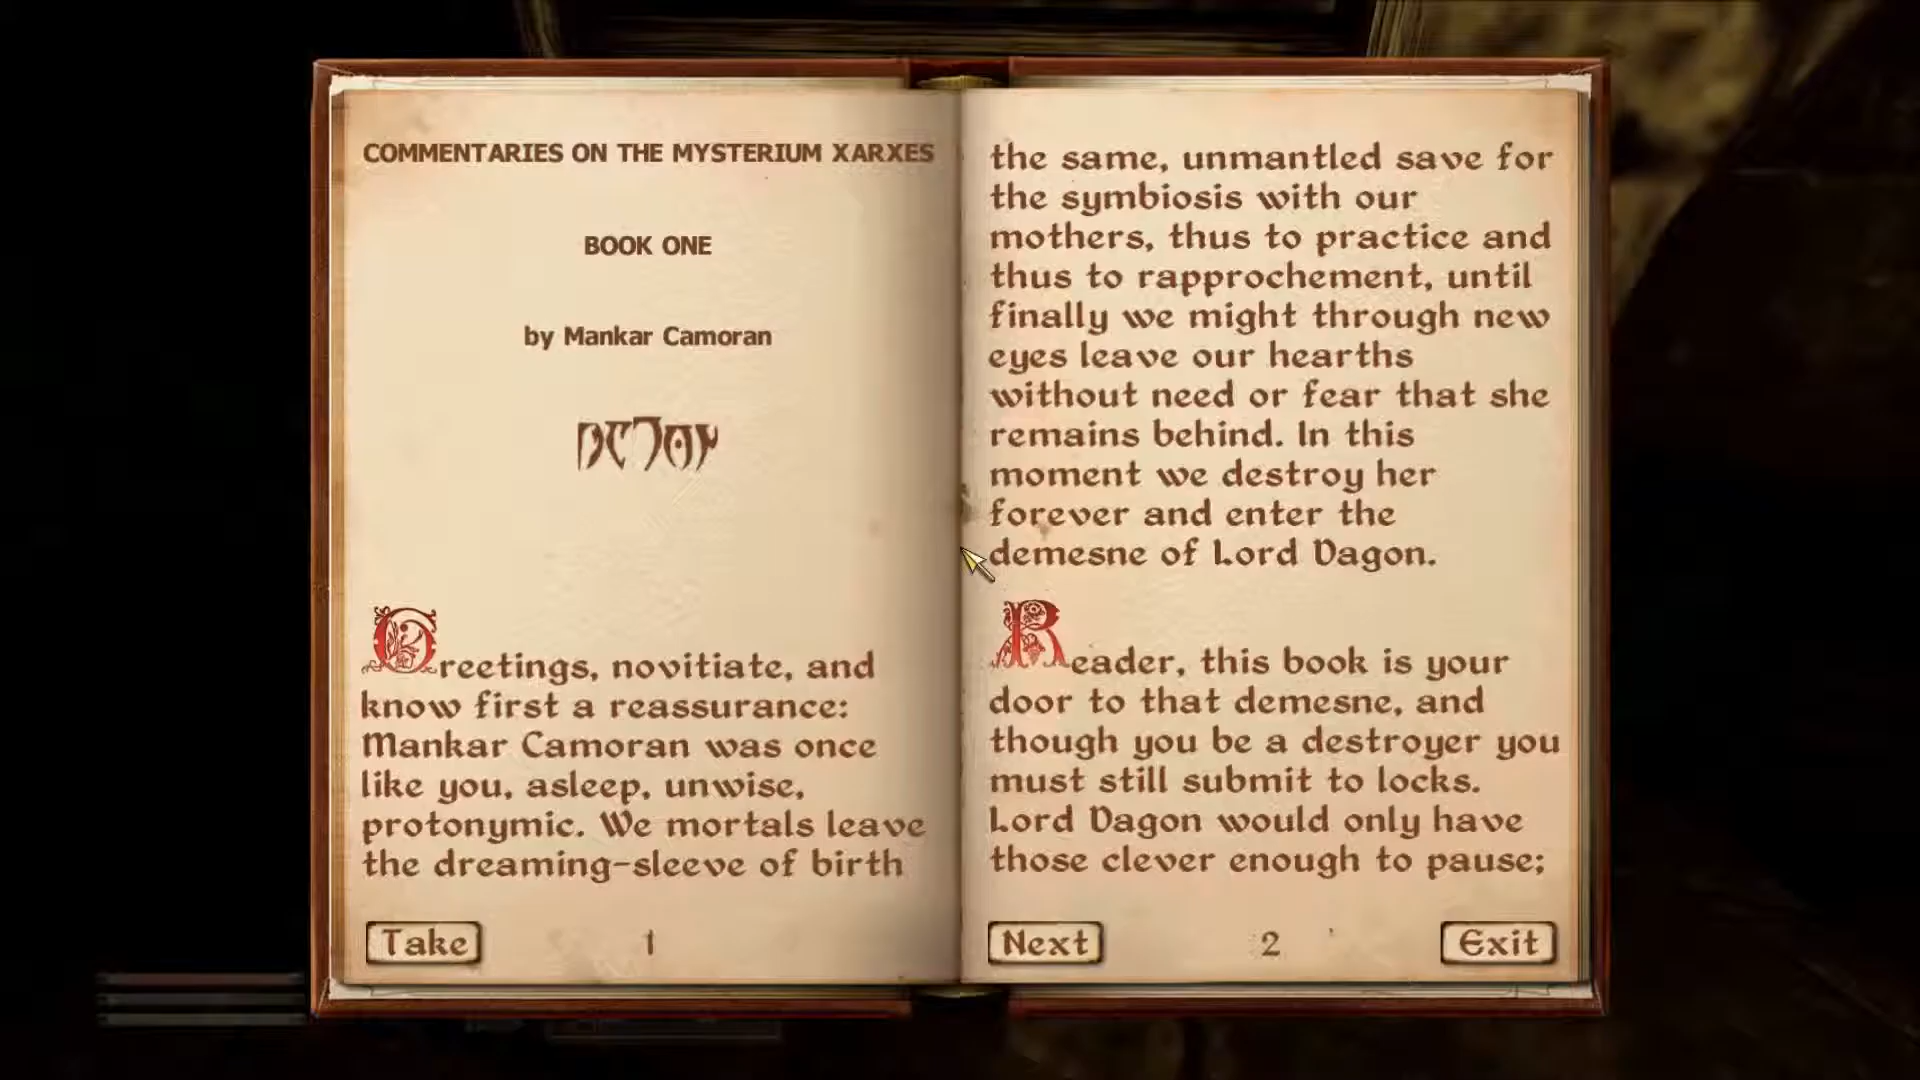 COMMENTARIES ON THE MYSTERIUM XARXES
BOOK ONE
by Mankar Camoran
Greetings, novitiate, and
know first a reassurance:
Mankar Camoran was once
like you, asleep, unwise,
protonymic. We mortals leave
the dreaming-sleeve of birth
Take
1
the same, unmantled save for
the symbiosis with our
mothers, thus to practice and
thus to rapprochement, until
finally we might through new
eyes leave our hearths
without need or fear that she
remains behind. In this
moment we destroy her
forever and enter the
demesne of Lord Dagon.
Reader, this book is your
door to that demesne, and
though you be a destroyer you
must still submit to locks.
Lord Dagon would only have
those clever enough to pause;
Next
2
Exit